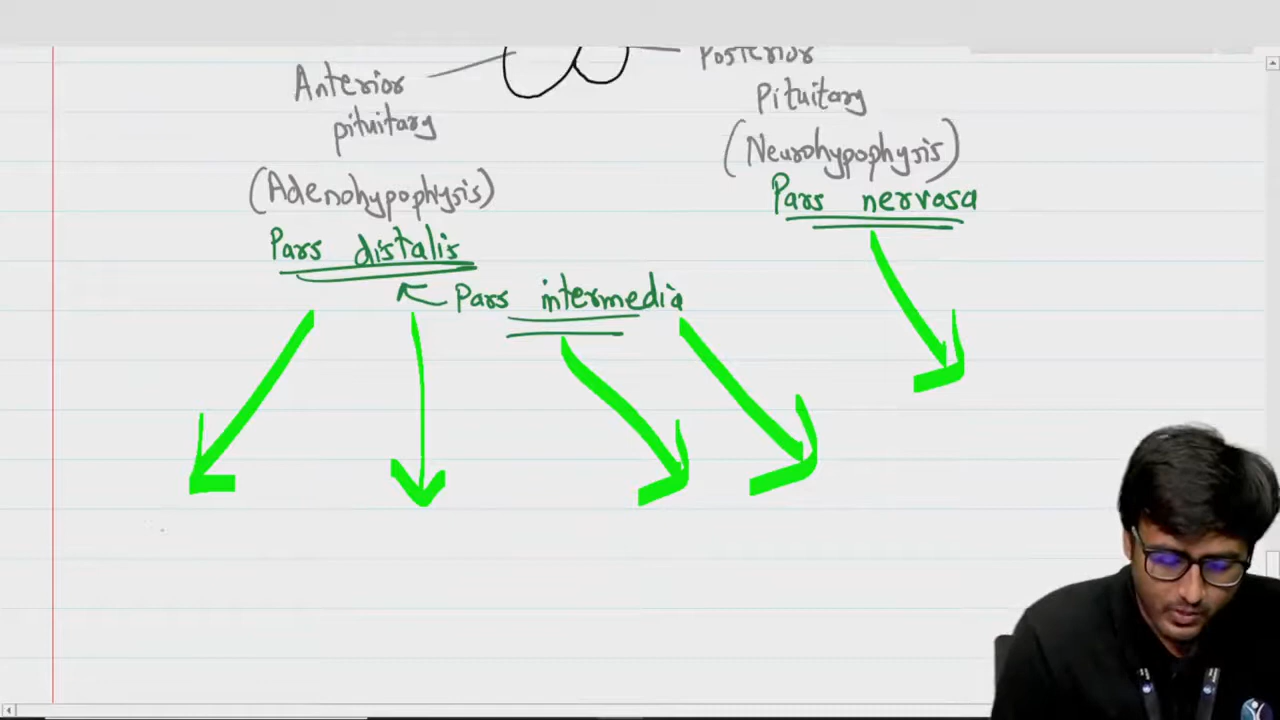 Anterior
pituitary
(Adenohypophysis)
Pars distalis
Pars intermedia
Posterior
Pituitary
(Neurohypophysis)
Pars nervosa